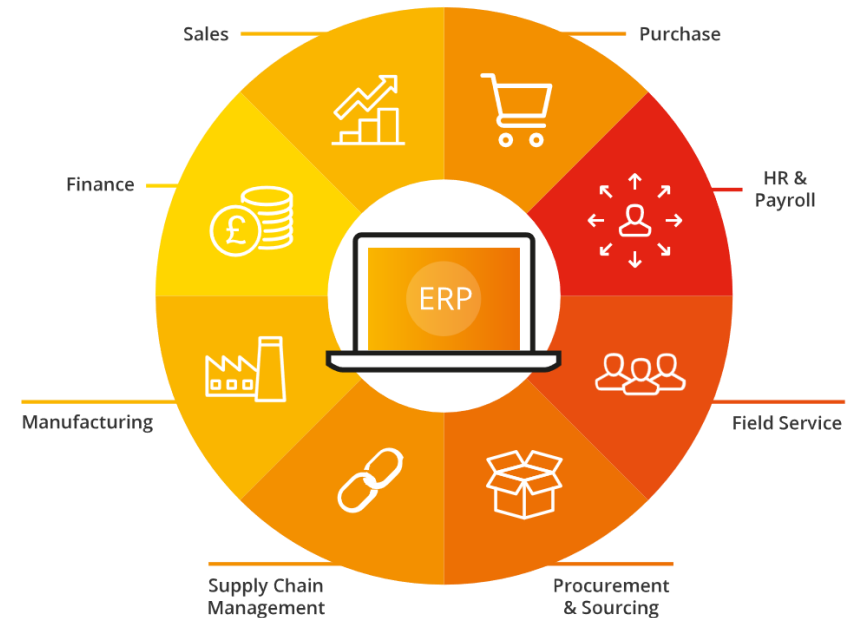 Sales
Purchase
Finance
£
HR &
Payroll
ERP
Manufacturing
Field Service
Supply Chain
Management
Procurement
& Sourcing